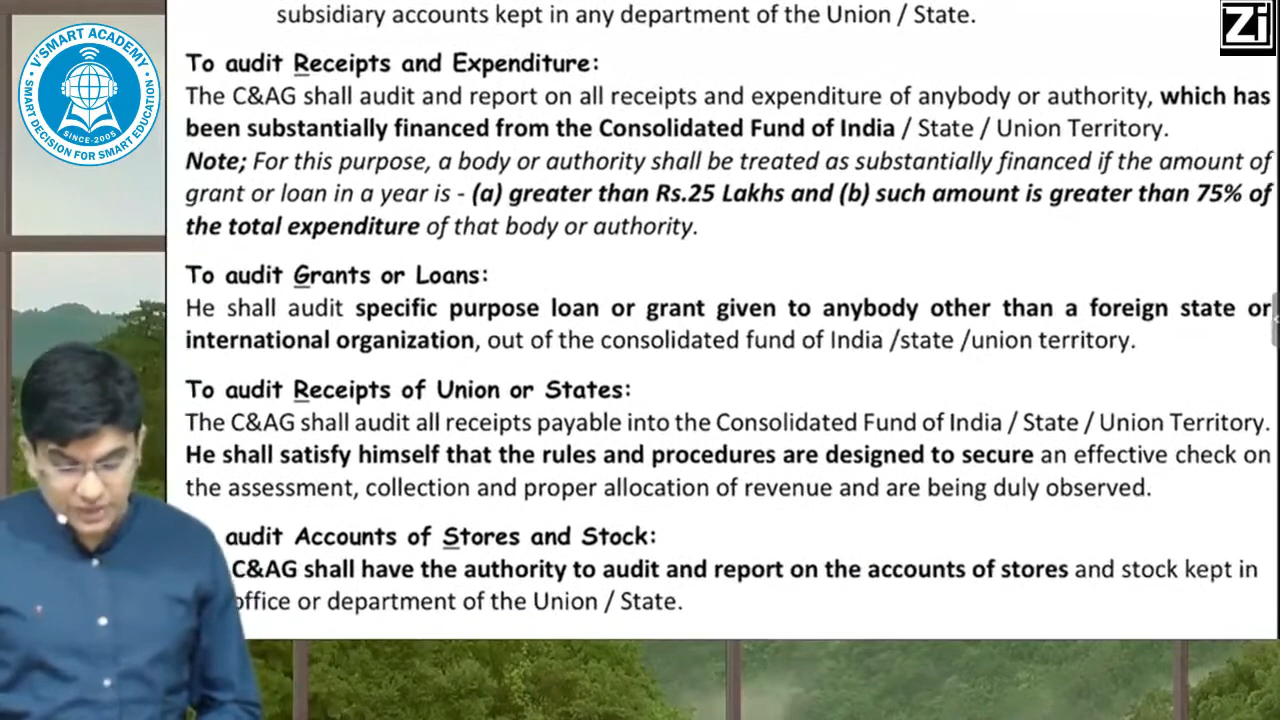 subsidiary accounts kept in any department of the Union / State.
Zi
V'SMART ACADEMY
SINCE-2005
SMART DECISION FOR SMART EDUCATION
To audit Receipts and Expenditure:
The C&AG shall audit and report on all receipts and expenditure of anybody or authority, which has
been substantially financed from the Consolidated Fund of India / State / Union Territory.
Note; For this purpose, a body or authority shall be treated as substantially financed if the amount of
grant or loan in a year is - (a) greater than Rs.25 Lakhs and (b) such amount is greater than 75% of
the total expenditure of that body or authority.
To audit Grants or Loans:
He shall audit specific purpose loan or grant given to anybody other than a foreign state or
international organization, out of the consolidated fund of India /state /union territory.
To audit Receipts of Union or States:
The C&AG shall audit all receipts payable into the Consolidated Fund of India / State / Union Territory.
He shall satisfy himself that the rules and procedures are designed to secure an effective check on
the assessment, collection and proper allocation of revenue and are being duly observed.
audit Accounts of Stores and Stock:
C&AG shall have the authority to audit and report on the accounts of stores and stock kept in
office or department of the Union / State.